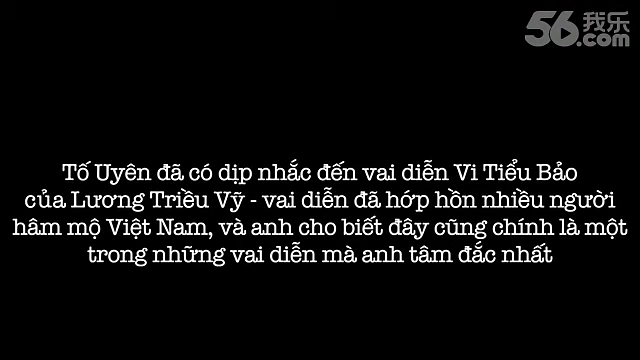 56我乐
.com
Tố Uyên đã có dịp nhắc đến vai diễn Vi Tiểu Bảo
của Lương Triều Vỹ - vai diễn đã hớp hồn nhiều người
hâm mộ Việt Nam, và anh cho biết đây cũng chính là một
trong những vai diễn mà anh tâm đắc nhất